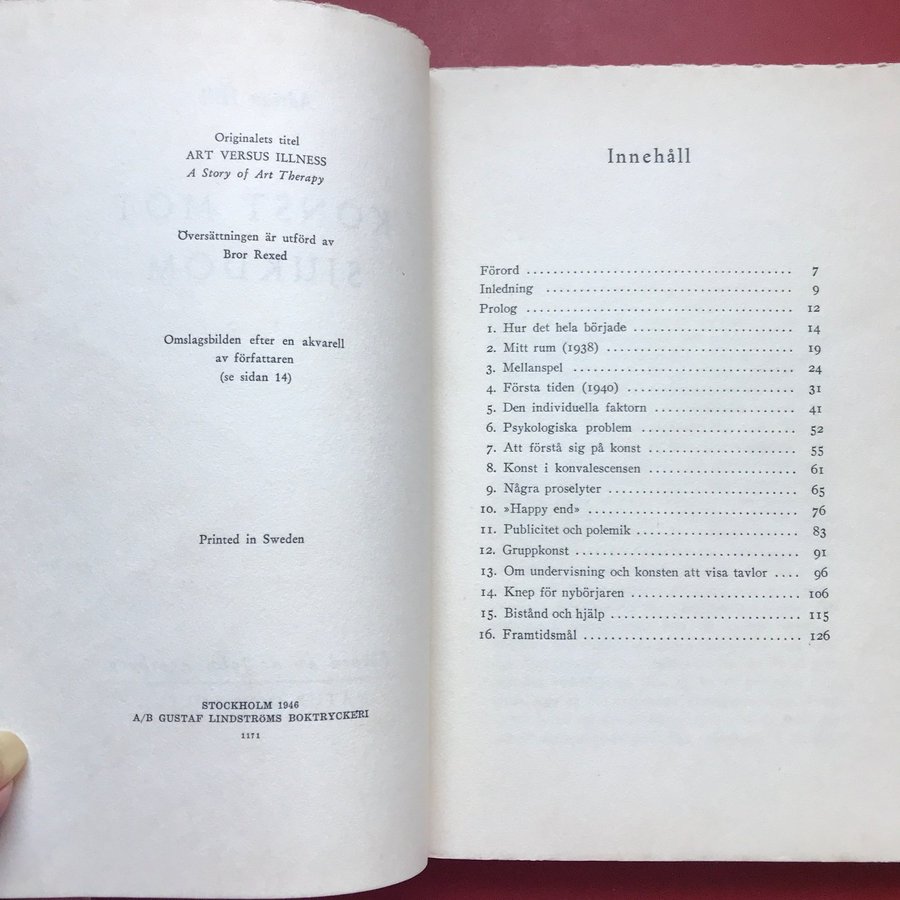 Originalets titel
ART VERSUS ILLNESS
A Story of Art Therapy
Översättningen är utförd av
Bror Rexed
Omslagsbilden efter en akvarell
av författaren
(se sidan 14)
Printed in Sweden
STOCKHOLM 1946
A/B GUSTAF LINDSTRÖMS BOKTRYCKERI
1171
Innehåll
Förord ........................................ 7
Inledning ..................................... 9
Prolog ........................................ 12
1. Hur det hela började ........................ 14
2. Mitt rum (1938) ............................. 19
3. Mellanspel .................................. 24
4. Första tiden (1940) ......................... 31
5. Den individuella faktorn .................... 41
6. Psykologiska problem ........................ 52
7. Att förstå sig på konst ..................... 55
8. Konst i konvalescensen ...................... 61
9. Några proselyter ............................ 65
10. »Happy end» ................................ 76
11. Publicitet och polemik ..................... 83
12. Gruppkonst ................................. 91
13. Om undervisning och konsten att visa tavlor .... 96
14. Knep för nybörjaren ........................ 106
15. Bistånd och hjälp .......................... 115
16. Framtidsmål ................................ 126